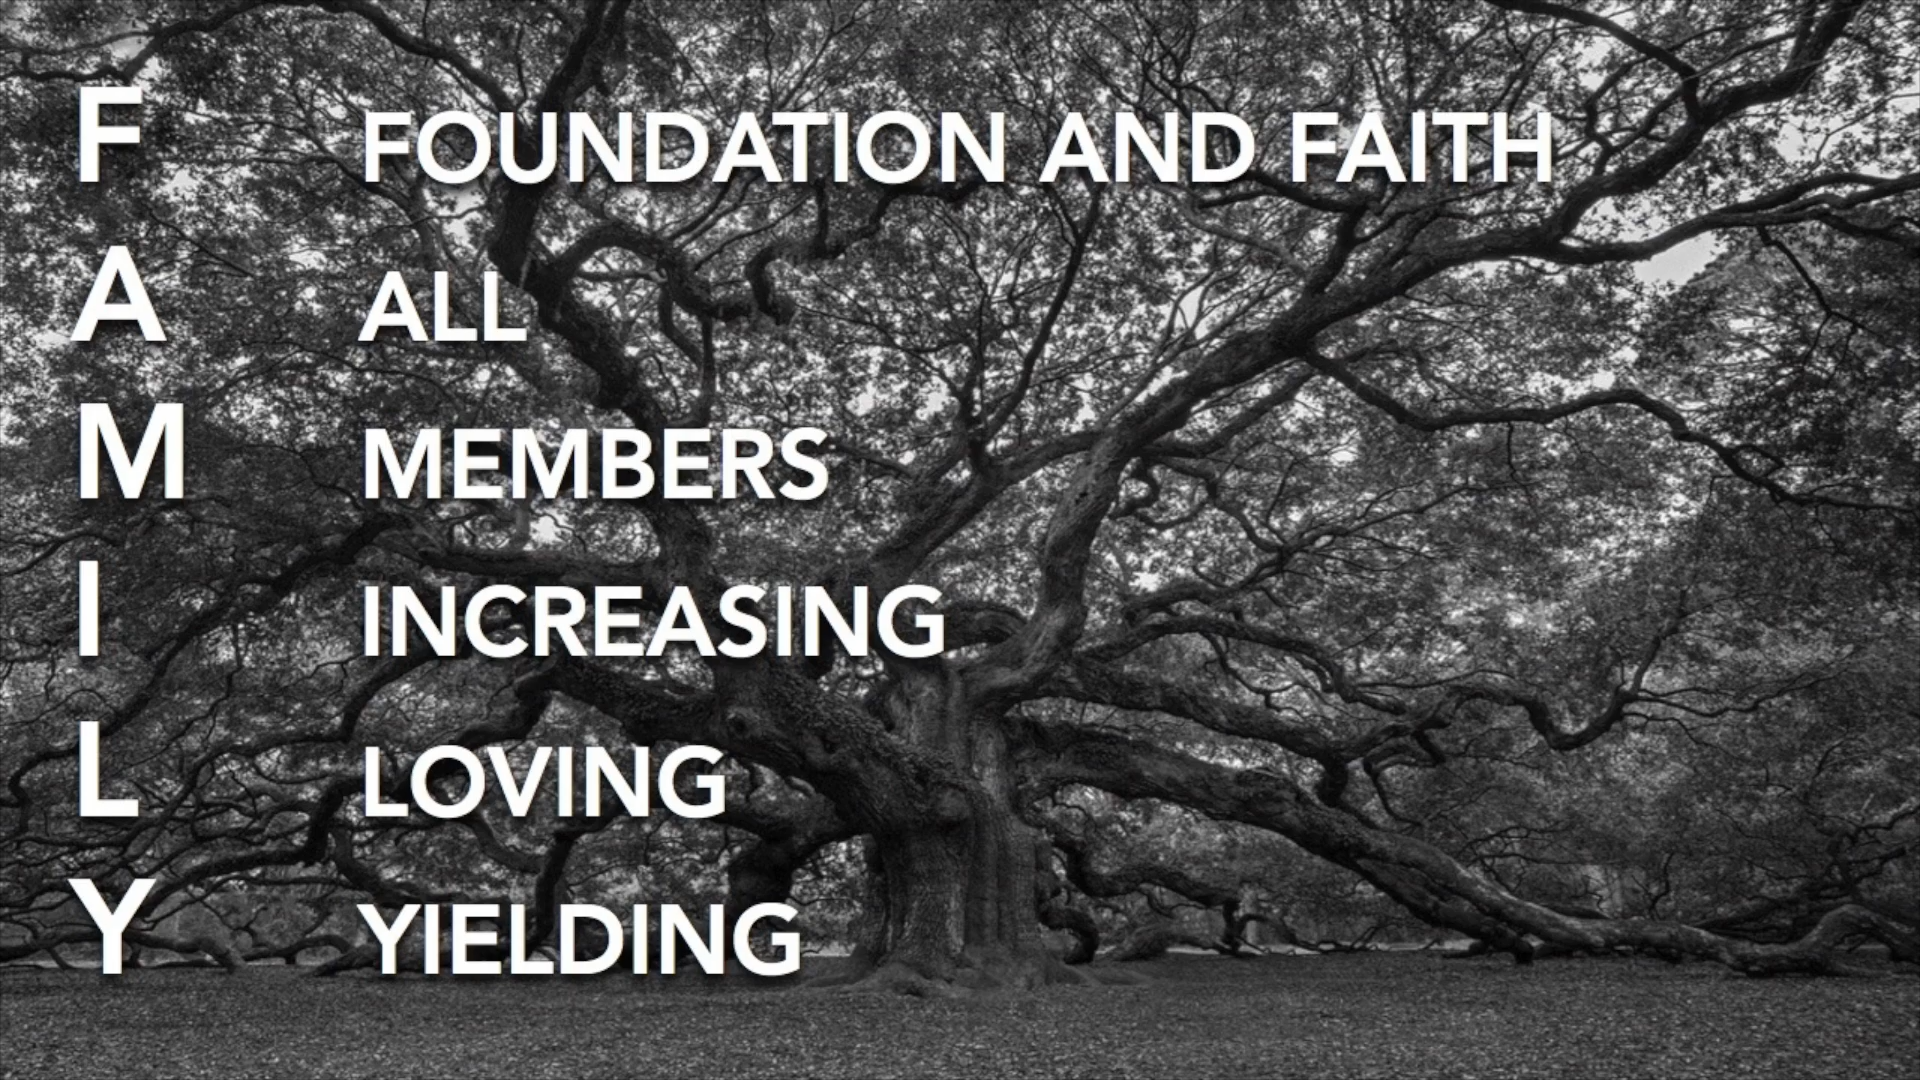 F FOUNDATION AND FAITH
A ALL
M MEMBERS
I INCREASING
L LOVING
Y YIELDING